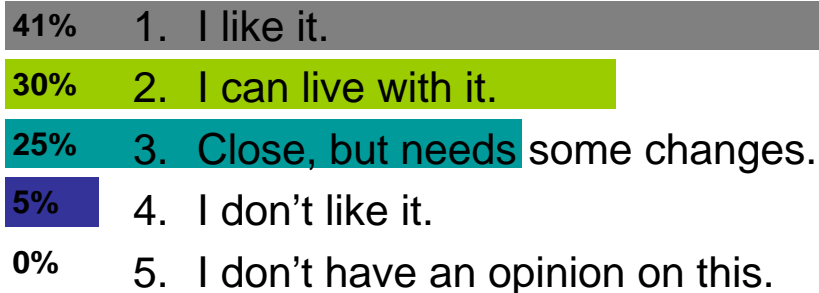 41% 1. I like it.
30% 2. I can live with it.
25% 3. Close, but needs some changes.
5% 4. I don't like it.
0% 5. I don't have an opinion on this.